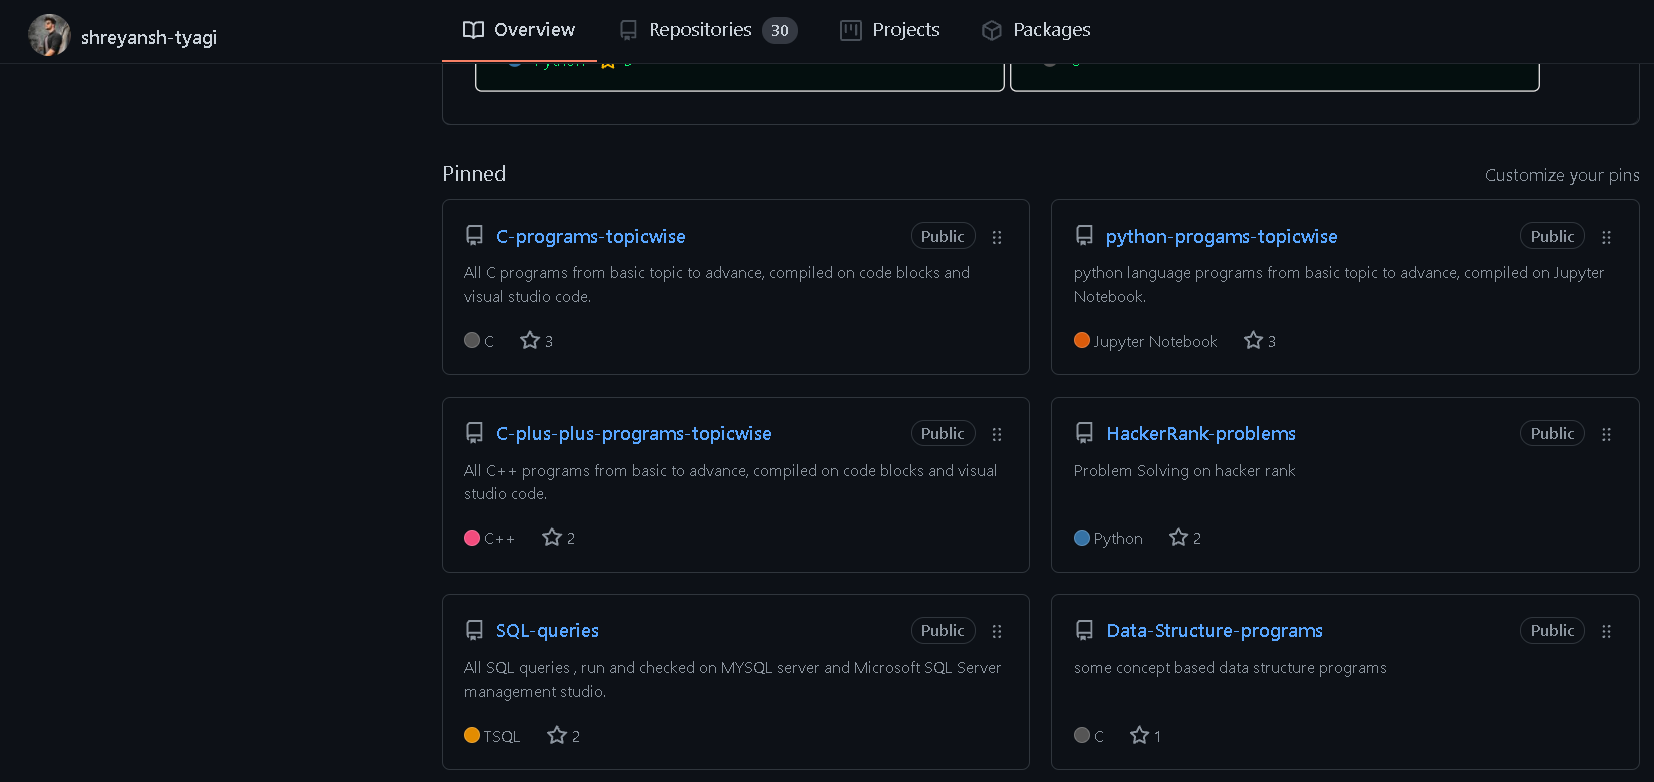 shreyansh-tyagi
Overview
Repositories 30
Projects
Packages
Pinned
Customize your pins
C-programs-topicwise
Public
All C programs from basic topic to advance, compiled on code blocks and
visual studio code.
C
3
python-progams-topicwise
Public
python language programs from basic topic to advance, compiled on Jupyter
Notebook.
Jupyter Notebook
3
C-plus-plus-programs-topicwise
Public
All C++ programs from basic to advance, compiled on code blocks and visual
studio code.
C++
2
HackerRank-problems
Public
Problem Solving on hacker rank
Python
2
SQL-queries
Public
All SQL queries , run and checked on MYSQL server and Microsoft SQL Server
management studio.
TSQL
2
Data-Structure-programs
Public
some concept based data structure programs
C
1